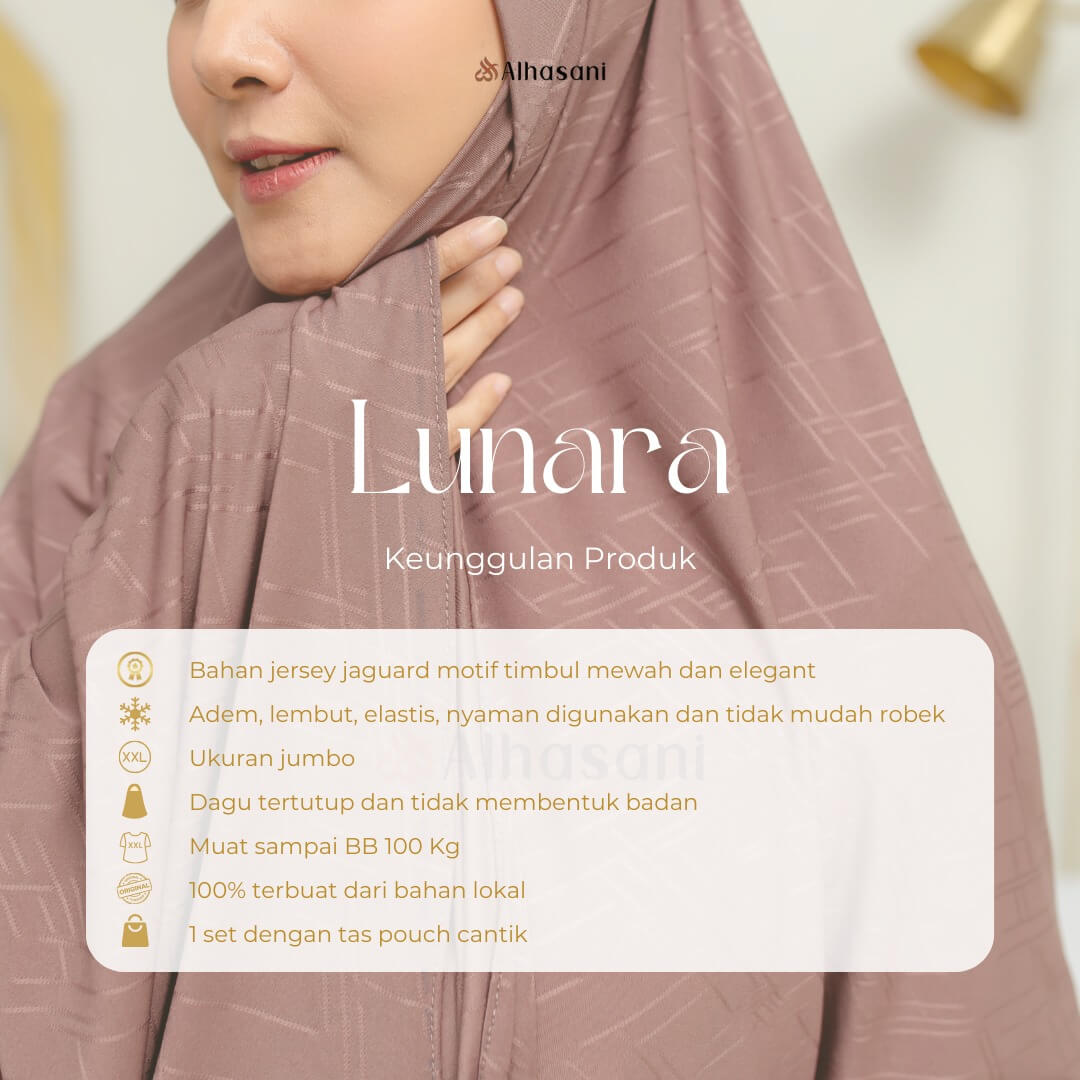 Alhasani
Lunara
Keunggulan Produk
Bahan jersey jaguard motif timbul mewah dan elegant
Adem, lembut, elastis, nyaman digunakan dan tidak mudah robek
XXL
Ukuran jumbo
Alhasani
Dagu tertutup dan tidak membentuk badan
XXL
Muat sampai BB 100 Kg
ORIGINAL
100% terbuat dari bahan lokal
1 set dengan tas pouch cantik